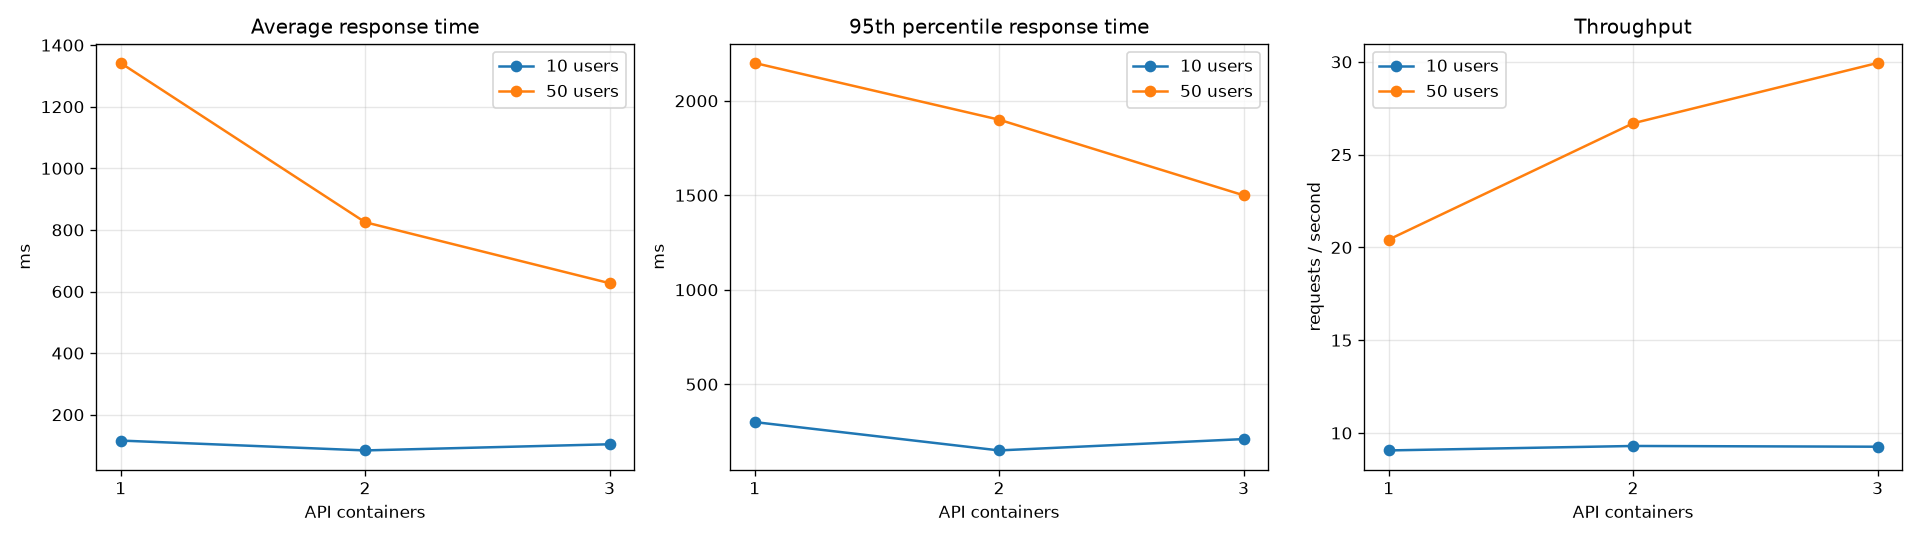 Average response time
1400
1200
1000
800
600
400
200
ms
10 users
50 users
1 2 3
API containers
95th percentile response time
2000
1500
1000
500
ms
10 users
50 users
1 2 3
API containers
Throughput
30
25
20
15
10
requests / second
10 users
50 users
1 2 3
API containers